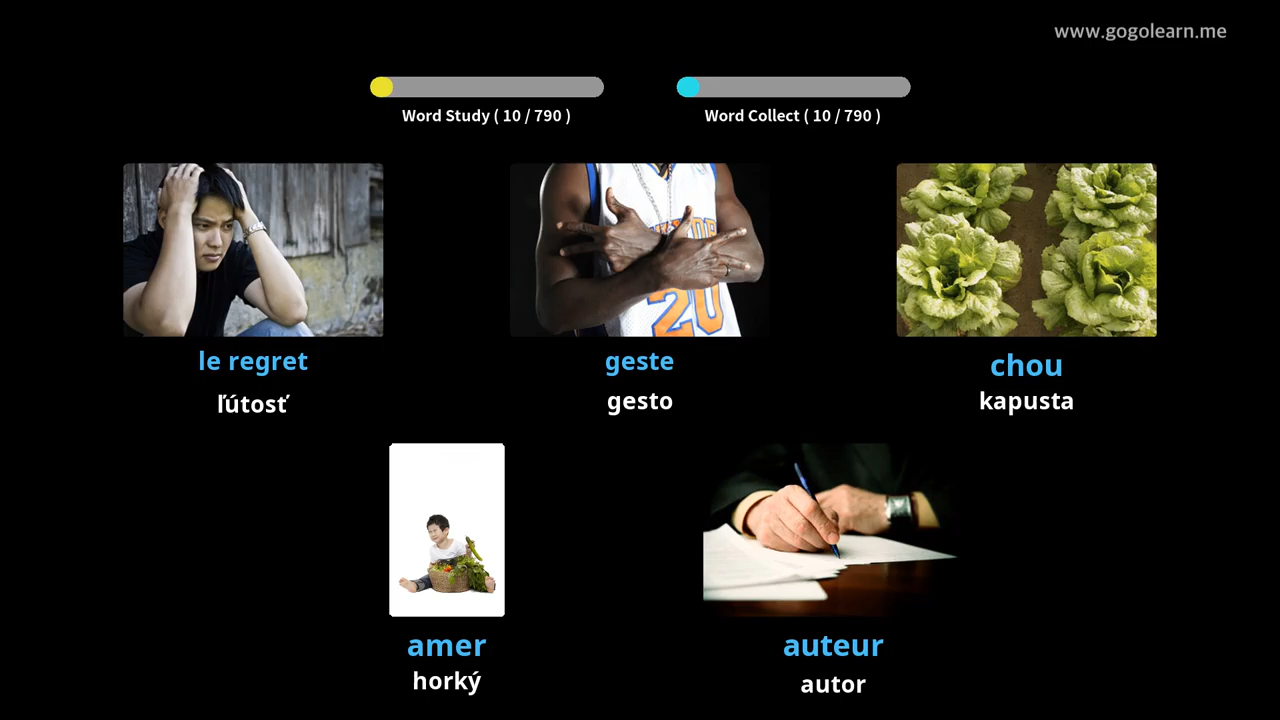 www.gogolearn.me
Word Study ( 10 / 790 )
Word Collect ( 10 / 790 )
le regret
ľútosť
geste
gesto
chou
kapusta
20
amer
horký
auteur
autor